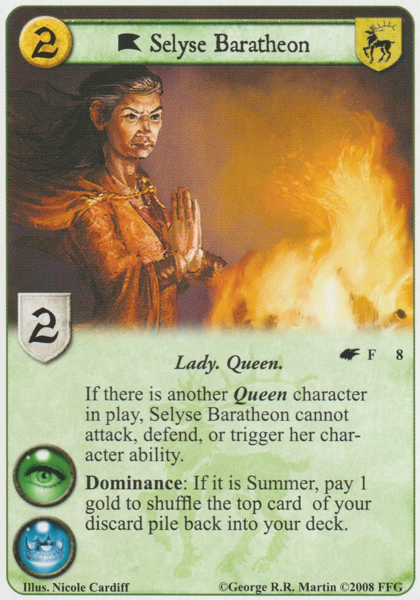 2
Selyse Baratheon
2
Lady. Queen.
F 8
If there is another Queen character
in play, Selyse Baratheon cannot
attack, defend, or trigger her char-
acter ability.
Dominance: If it is Summer, pay 1
gold to shuffle the top card of your
discard pile back into your deck.
Illus. Nicole Cardiff
©George R.R. Martin ©2008 FFG